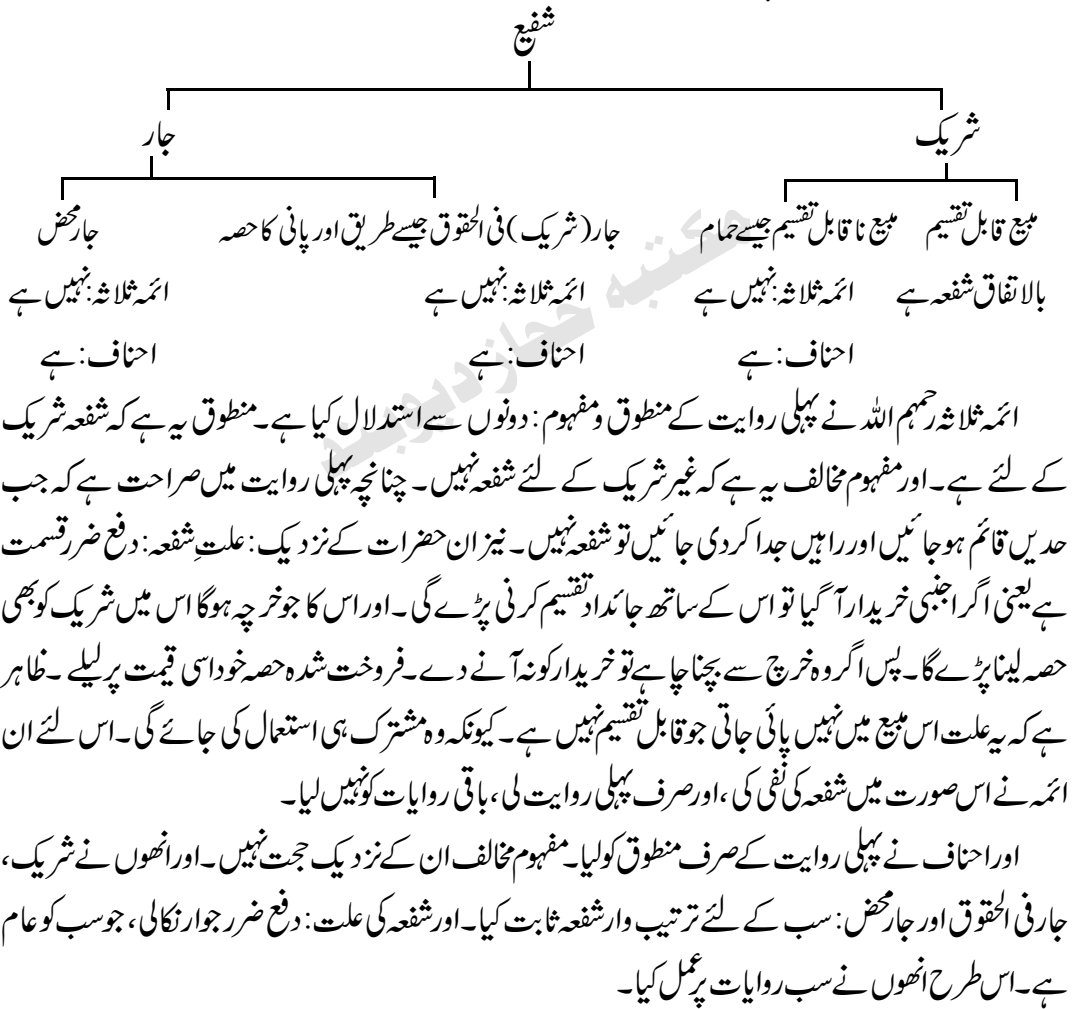 شفیع
شریک جار
مبیع قابل تقسیم مبیع نا قابل تقسیم جیسے حمام جار (شریک) فی الحقوق جیسے طریق اور پانی کا حصہ جار محض
بالاتفاق شفعہ ہے ائمہ ثلاثہ: نہیں ہے ائمہ ثلاثہ: نہیں ہے ائمہ ثلاثہ: نہیں ہے
احناف: ہے احناف: ہے احناف: ہے
ائمہ ثلاثہ رحمہم اللہ نے پہلی روایت کے منطوق ومفہوم: دونوں سے استدلال کیا ہے۔ منطوق یہ ہے کہ شفعہ شریک
کے لئے ہے۔ اور مفہوم مخالف یہ ہے کہ غیر شریک کے لئے شفعہ نہیں۔ چنانچہ پہلی روایت میں صراحت ہے کہ جب
حدیں قائم ہوجائیں اور راہیں جدا کردی جائیں تو شفعہ نہیں۔ نیز ان حضرات کے نزدیک: علتِ شفعہ: دفع ضرر قسمت
ہے یعنی اگر اجنبی خریدار آ گیا تو اس کے ساتھ جائداد تقسیم کرنی پڑے گی۔ اور اس کا جو خرچہ ہوگا اس میں شریک کو بھی
حصہ لینا پڑے گا۔ پس اگر وہ خرچ سے بچنا چاہے تو خریدار کو نہ آنے دے۔ فروخت شدہ حصہ خود اسی قیمت پر لیلے۔ ظاہر
ہے کہ یہ علت اس مبیع میں نہیں پائی جاتی جو قابل تقسیم نہیں ہے۔ کیونکہ وہ مشترک ہی استعمال کی جائے گی۔ اس لئے ان
ائمہ نے اس صورت میں شفعہ کی نفی کی، اور صرف پہلی روایت لی، باقی روایات کو نہیں لیا۔
اور احناف نے پہلی روایت کے صرف منطوق کو لیا۔ مفہوم مخالف ان کے نزدیک حجت نہیں۔ اور انھوں نے شریک،
جار فی الحقوق اور جار محض: سب کے لئے ترتیب وار شفعہ ثابت کیا۔ اور شفعہ کی علت: دفع ضرر جوار نکالی، جو سب کو عام
ہے۔ اس طرح انھوں نے سب روایات پر عمل کیا۔
مکتبہ حجاز دیوبند